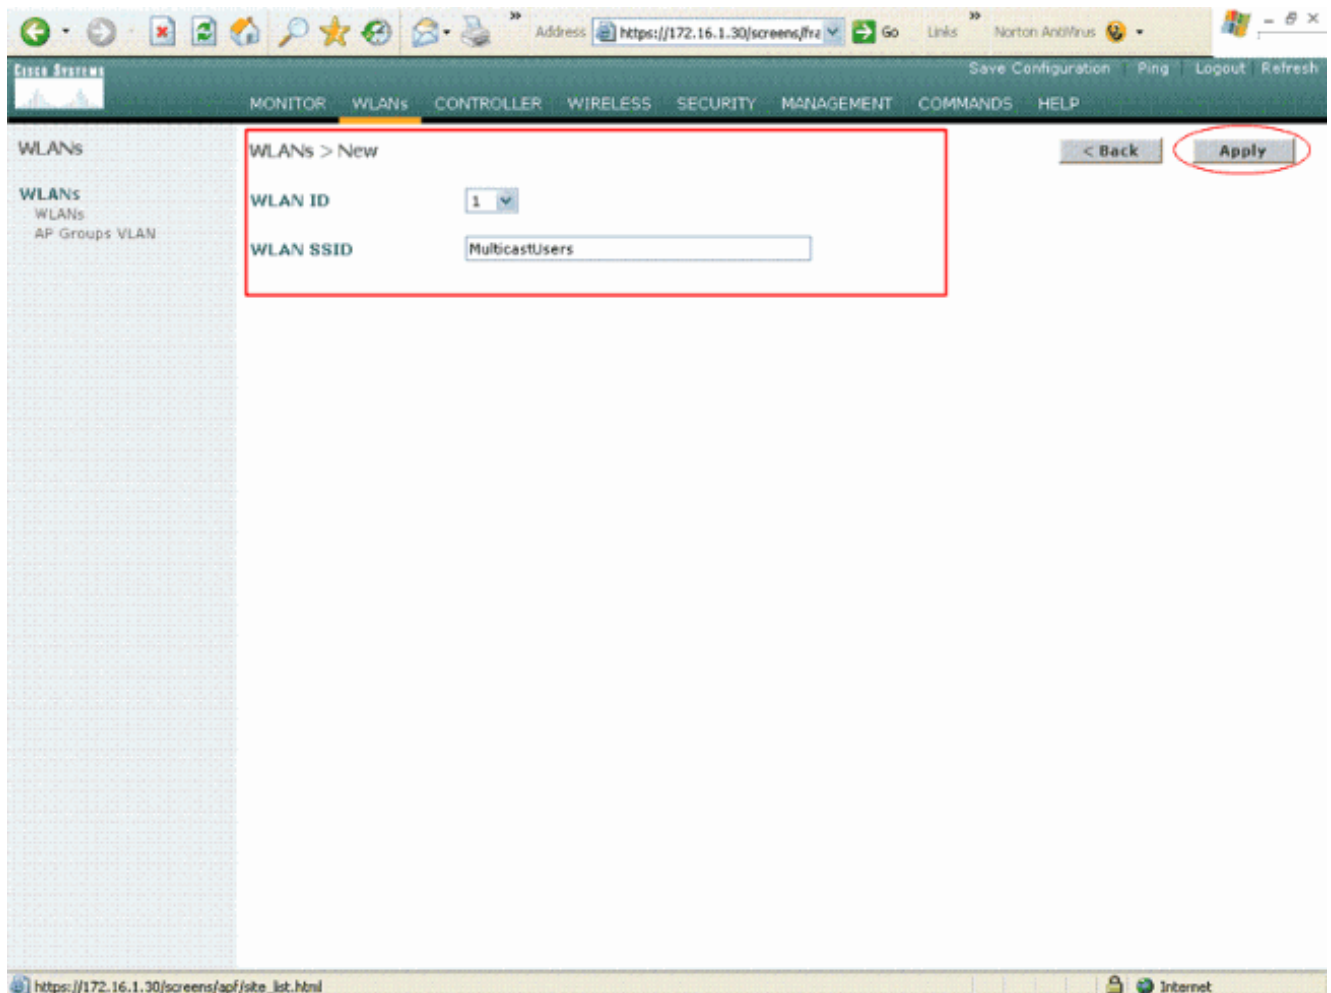 Address https://172.16.1.30/screens/fra Go Links Norton AntiVirus
CISCO SYSTEMS
Save Configuration Ping Logout Refresh
MONITOR WLANs CONTROLLER WIRELESS SECURITY MANAGEMENT COMMANDS HELP
WLANs
WLANs
WLANs
AP Groups VLAN
WLANs > New
< Back Apply
WLAN ID 1
WLAN SSID MulticastUsers
https://172.16.1.30/screens/apf/site_list.html Internet